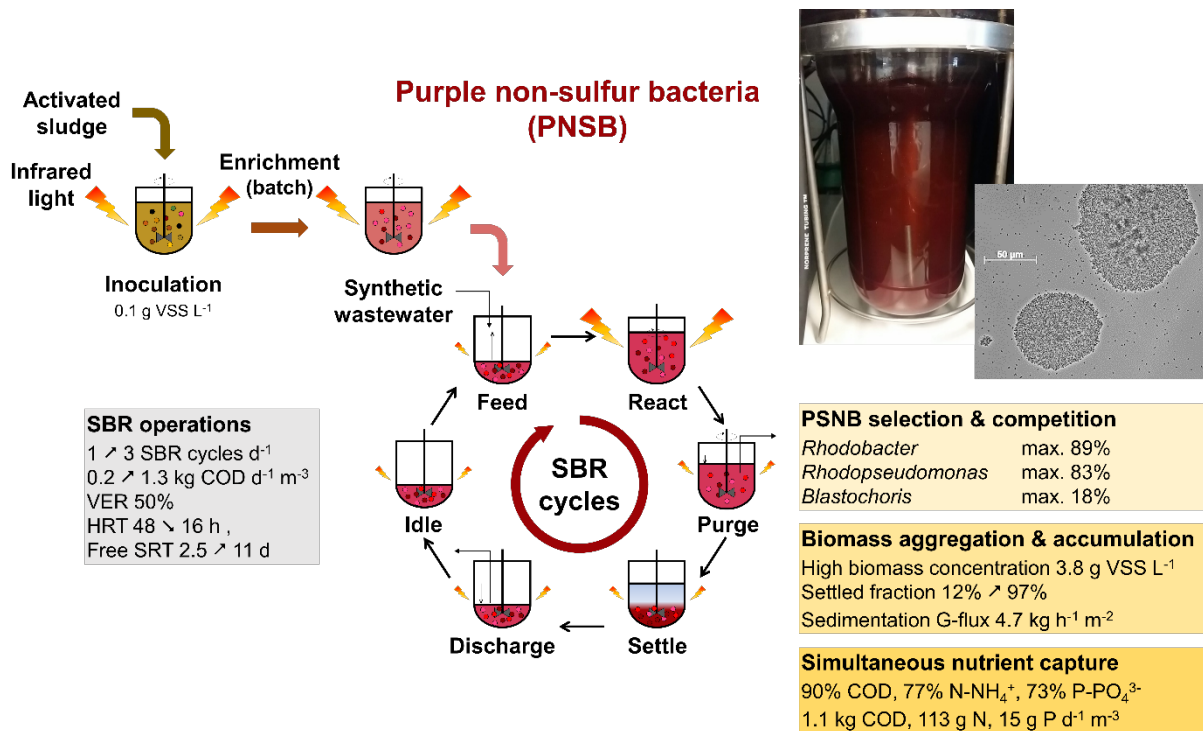 Purple non-sulfur bacteria
(PNSB)
Activated
sludge
Infrared
light
Enrichment
(batch)
Inoculation
0.1 g VSS L⁻¹
Synthetic
wastewater
Feed
React
Purge
Settle
Discharge
Idle
SBR
cycles
SBR operations
1 ↗ 3 SBR cycles d⁻¹
0.2 ↗ 1.3 kg COD d⁻¹ m⁻³
VER 50%
HRT 48 ↘ 16 h ,
Free SRT 2.5 ↗ 11 d
NORPRENE TUBING™
50 µm
PSNB selection & competition
Rhodobacter max. 89%
Rhodopseudomonas max. 83%
Blastochoris max. 18%
Biomass aggregation & accumulation
High biomass concentration 3.8 g VSS L⁻¹
Settled fraction 12% ↗ 97%
Sedimentation G-flux 4.7 kg h⁻¹ m⁻²
Simultaneous nutrient capture
90% COD, 77% N-NH₄⁺, 73% P-PO₄³⁻
1.1 kg COD, 113 g N, 15 g P d⁻¹ m⁻³